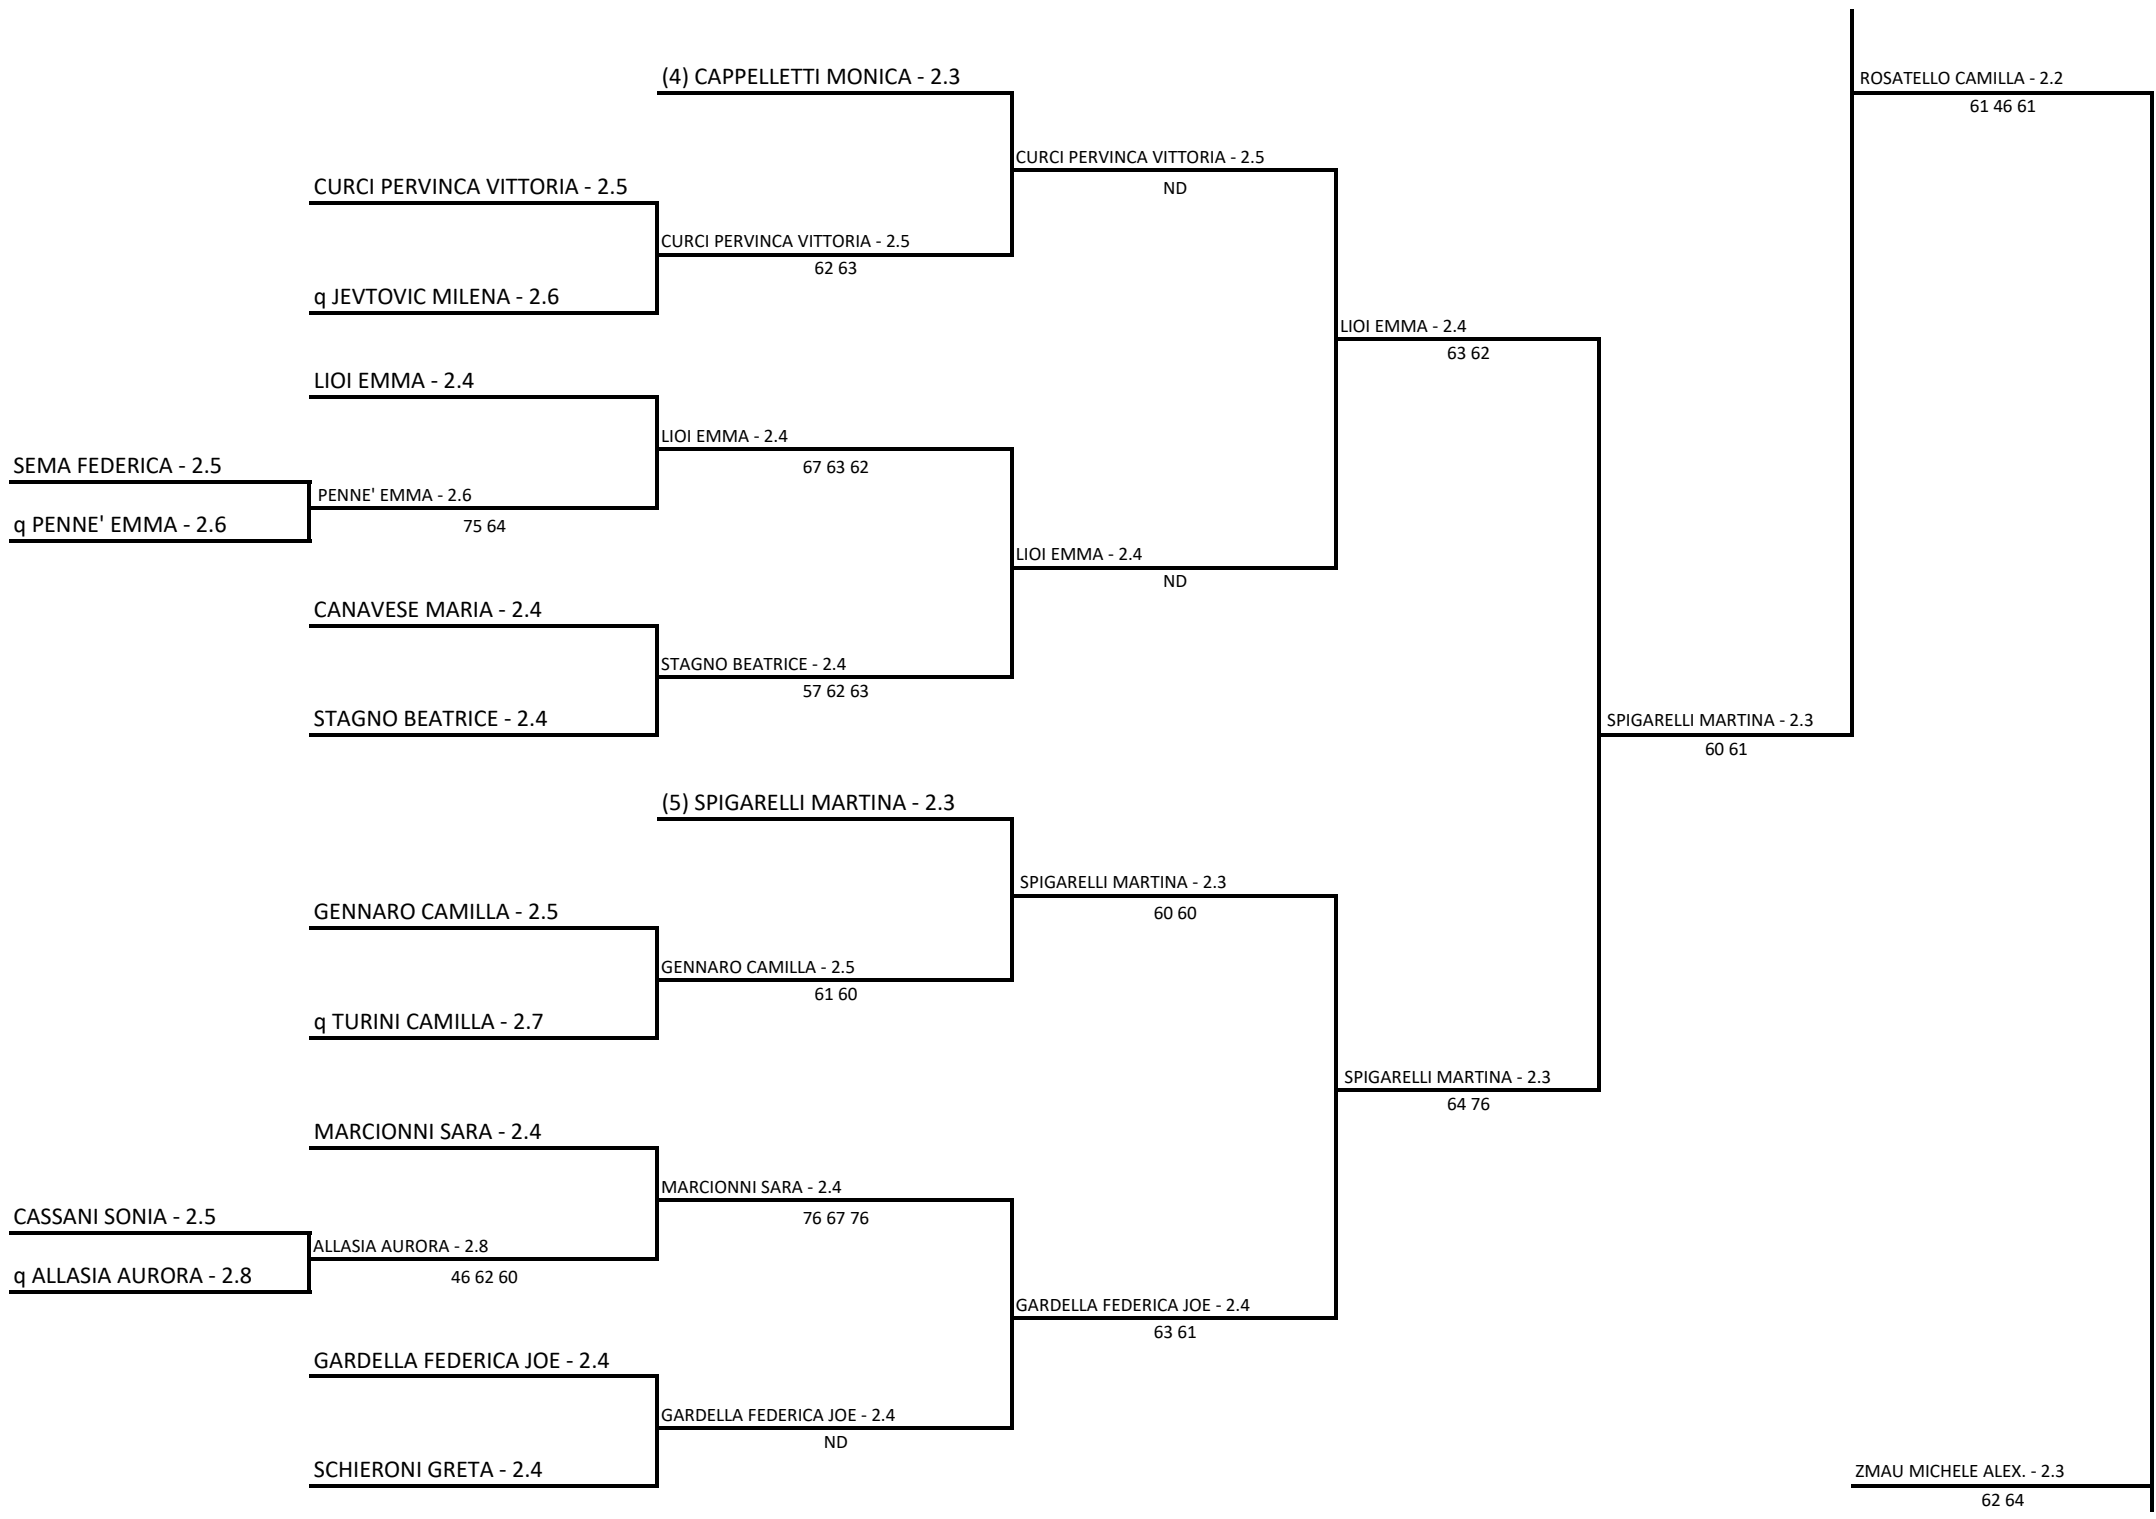 (4) CAPPELLETTI MONICA - 2.3
ROSATELLO CAMILLA - 2.2
61 46 61
CURCI PERVINCA VITTORIA - 2.5
ND
CURCI PERVINCA VITTORIA - 2.5
CURCI PERVINCA VITTORIA - 2.5
62 63
q JEVTOVIC MILENA - 2.6
LIOI EMMA - 2.4
63 62
LIOI EMMA - 2.4
LIOI EMMA - 2.4
67 63 62
SEMA FEDERICA - 2.5
PENNE' EMMA - 2.6
75 64
q PENNE' EMMA - 2.6
LIOI EMMA - 2.4
ND
CANAVESE MARIA - 2.4
STAGNO BEATRICE - 2.4
57 62 63
STAGNO BEATRICE - 2.4
SPIGARELLI MARTINA - 2.3
60 61
(5) SPIGARELLI MARTINA - 2.3
SPIGARELLI MARTINA - 2.3
60 60
GENNARO CAMILLA - 2.5
GENNARO CAMILLA - 2.5
61 60
q TURINI CAMILLA - 2.7
SPIGARELLI MARTINA - 2.3
64 76
MARCIONNI SARA - 2.4
MARCIONNI SARA - 2.4
76 67 76
CASSANI SONIA - 2.5
ALLASIA AURORA - 2.8
46 62 60
q ALLASIA AURORA - 2.8
GARDELLA FEDERICA JOE - 2.4
63 61
GARDELLA FEDERICA JOE - 2.4
GARDELLA FEDERICA JOE - 2.4
ND
SCHIERONI GRETA - 2.4
ZMAU MICHELE ALEX. - 2.3
62 64